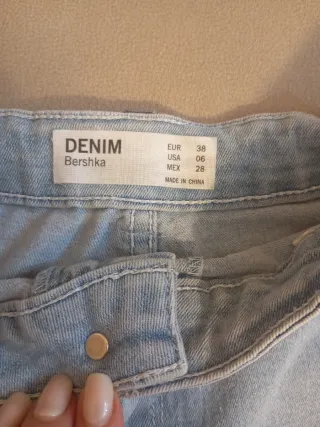 DENIM
Bershka
EUR 38
USA 06
MEX 28
MADE IN CHINA